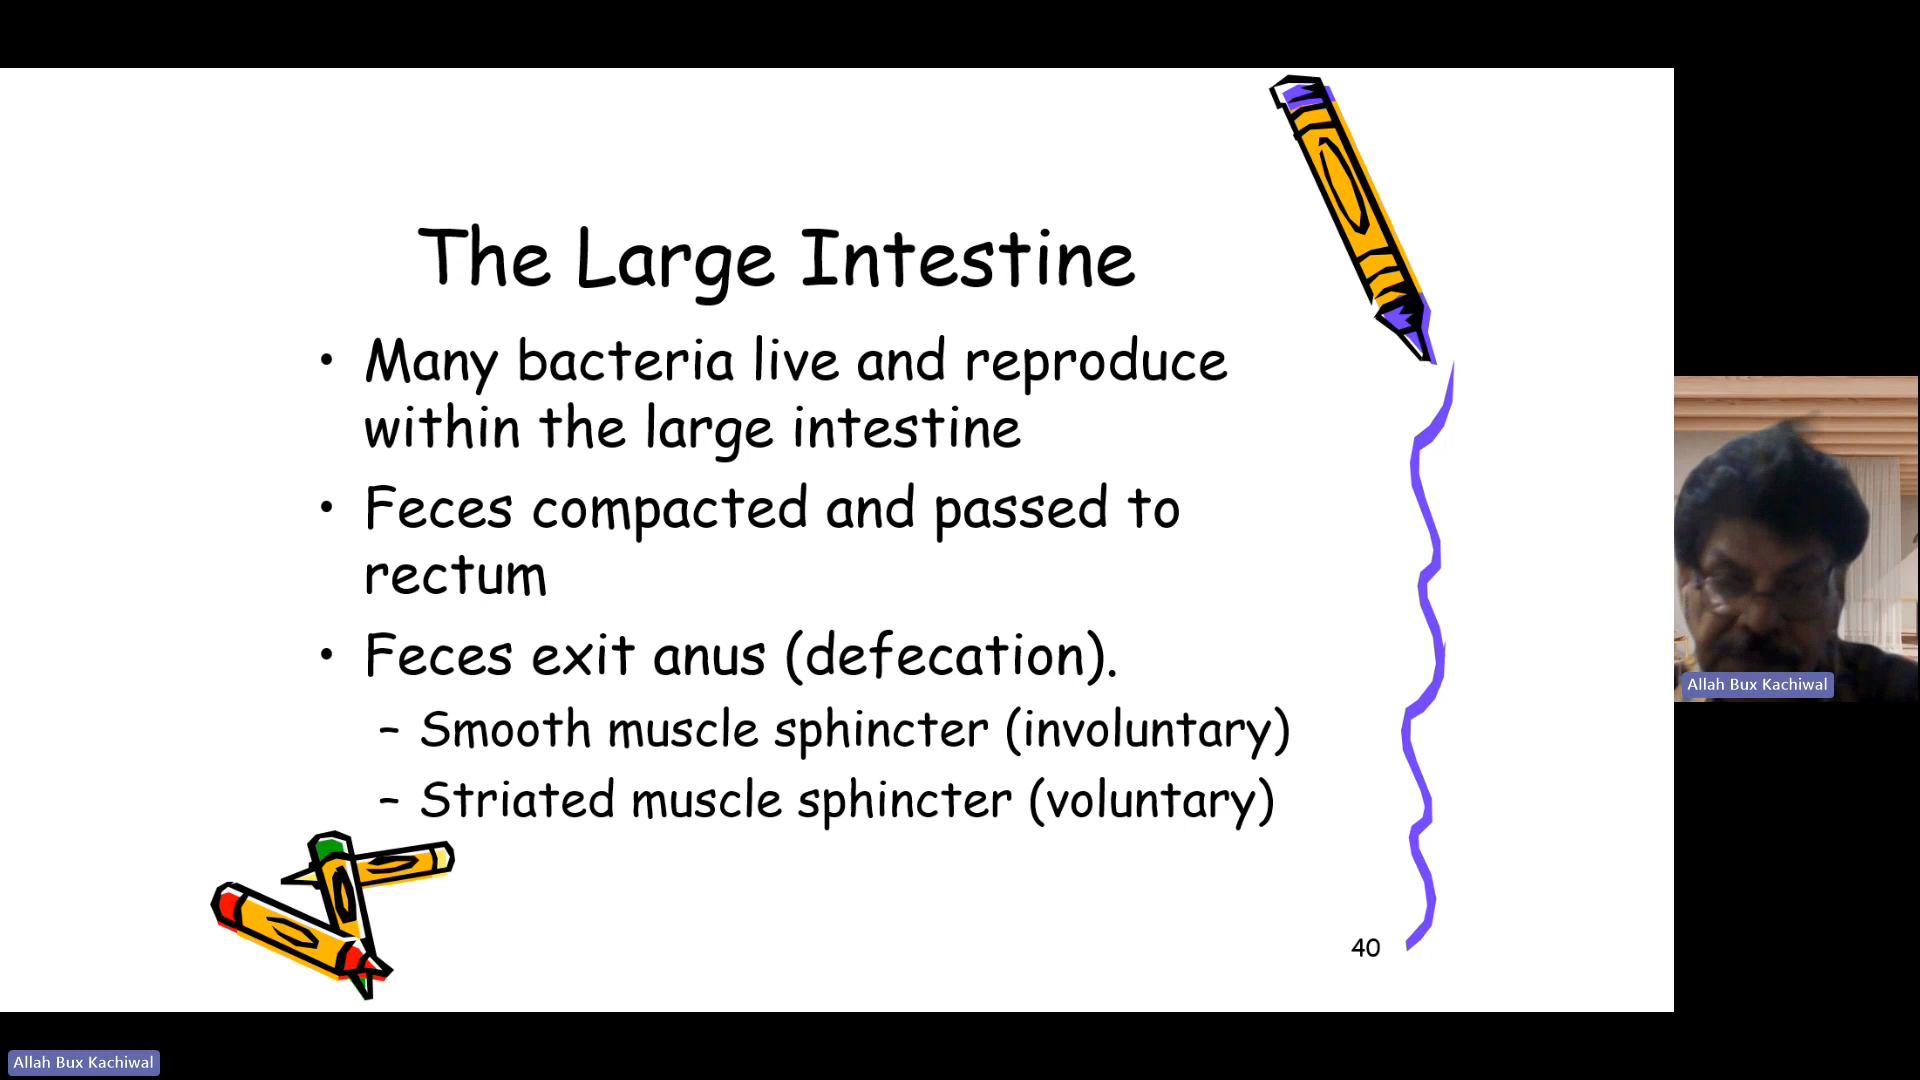 The Large Intestine
• Many bacteria live and reproduce
within the large intestine
• Feces compacted and passed to
rectum
• Feces exit anus (defecation).
– Smooth muscle sphincter (involuntary)
– Striated muscle sphincter (voluntary)
40
Allah Bux Kachiwal
Allah Bux Kachiwal